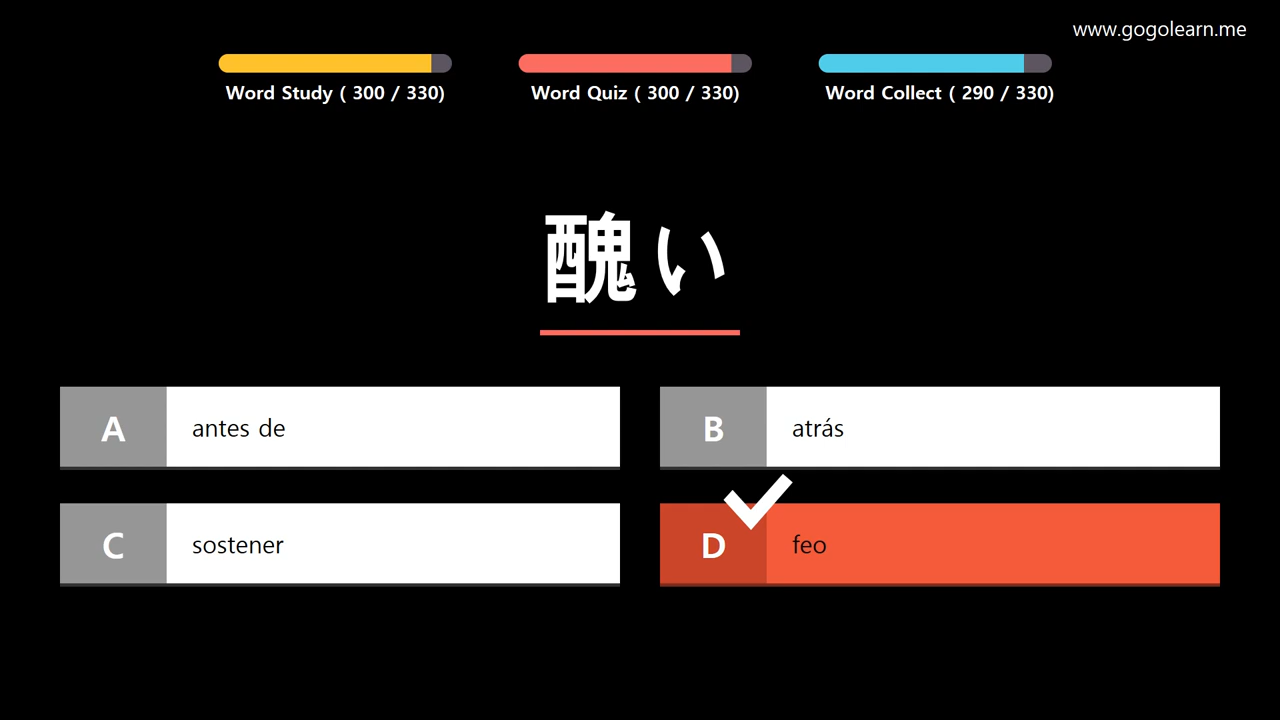 www.gogolearn.me
Word Study ( 300 / 330)
Word Quiz ( 300 / 330)
Word Collect ( 290 / 330)
醜い
A antes de
B atrás
C sostener
D feo